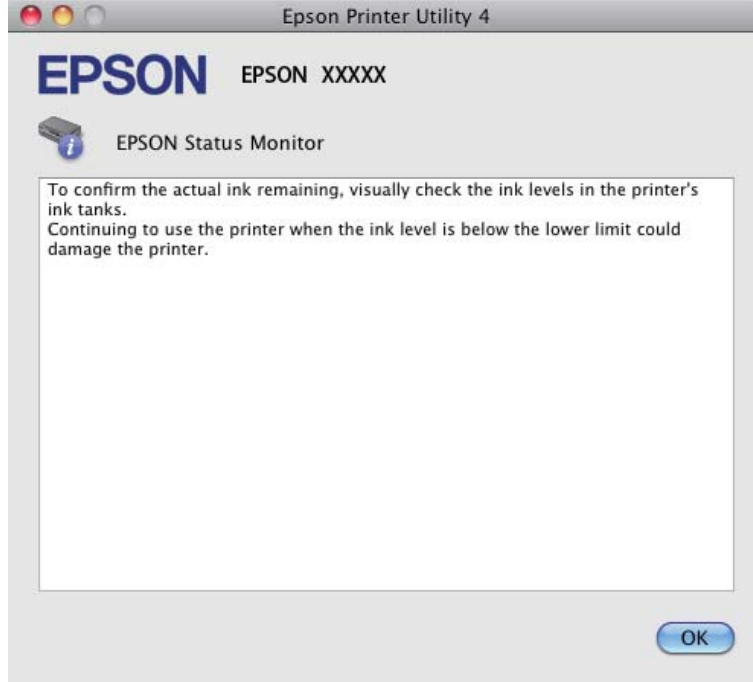 Epson Printer Utility 4
EPSON EPSON XXXXX
i EPSON Status Monitor
To confirm the actual ink remaining, visually check the ink levels in the printer's
ink tanks.
Continuing to use the printer when the ink level is below the lower limit could
damage the printer.
OK